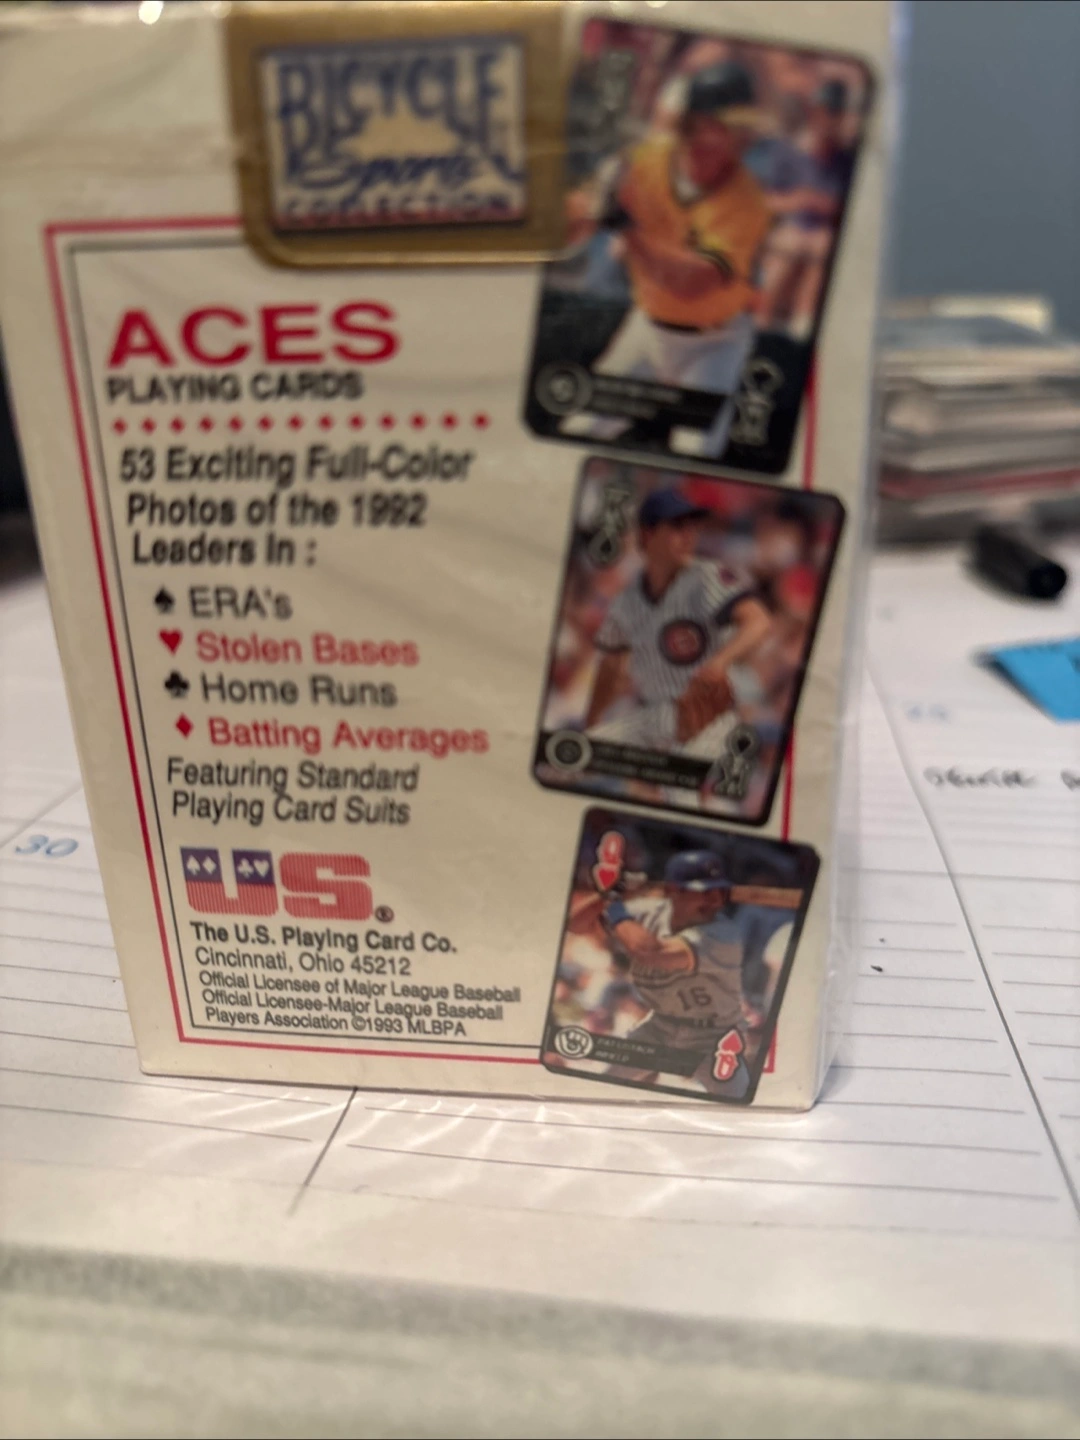 BICYCLE
Sports
COLLECTION
ACES
PLAYING CARDS
53 Exciting Full-Color
Photos of the 1992
Leaders In :
♠ ERA's
♥ Stolen Bases
♣ Home Runs
♦ Batting Averages
Featuring Standard
Playing Card Suits
US®
The U.S. Playing Card Co.
Cincinnati, Ohio 45212
Official Licensee of Major League Baseball
Official Licensee-Major League Baseball
Players Association ©1993 MLBPA
16
INFIELD
30